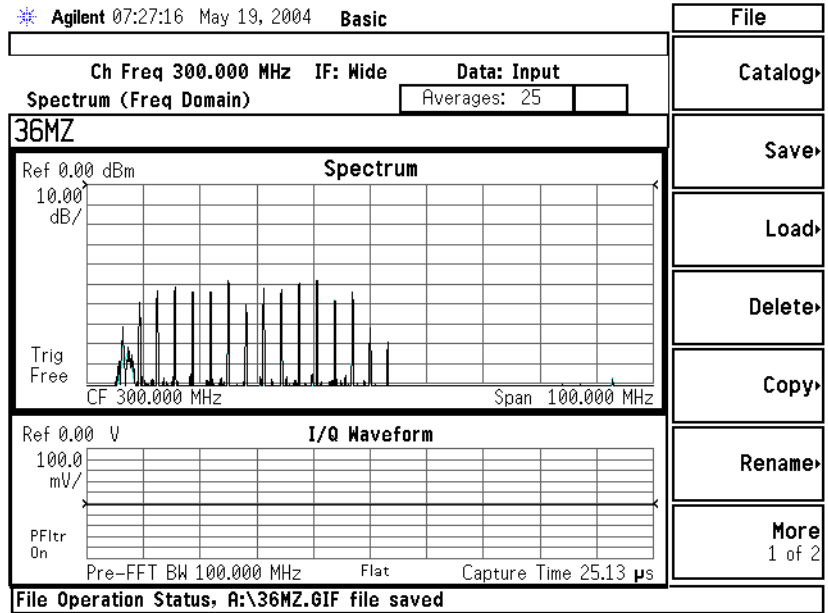 Agilent 07:27:16 May 19, 2004 Basic
File
Ch Freq 300.000 MHz IF: Wide Data: Input
Spectrum (Freq Domain) Averages: 25
36MZ
Ref 0.00 dBm Spectrum
10.00
dB/
Trig
Free
CF 300.000 MHz Span 100.000 MHz
Ref 0.00 V I/Q Waveform
100.0
mV/
PFltr
On
Pre-FFT BW 100.000 MHz Flat Capture Time 25.13 μs
File Operation Status, A:\36MZ.GIF file saved
Catalog
Save
Load
Delete
Copy
Rename
More
1 of 2